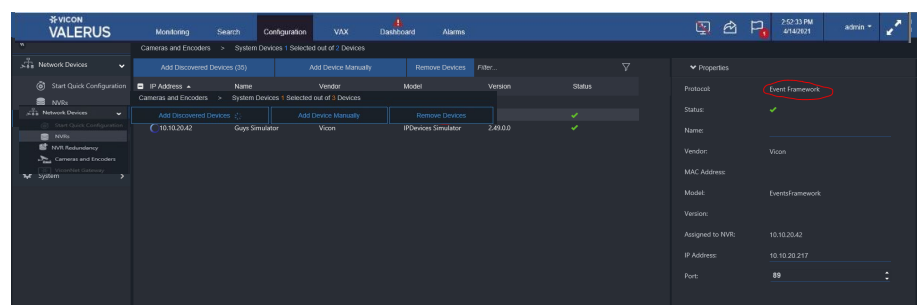 VICON
VALERUS
Monitoring Search Configuration VAX Dashboard Alarms
2:52:33 PM
4/14/2021
admin
1
Cameras and Encoders > System Devices 1 Selected out of 2 Devices
Network Devices
Add Discovered Devices (35) Add Device Manually Remove Devices Filter...
Properties
Start Quick Configuration
IP Address Name Vendor Model Version Status
Protocol: Event Framework
NVRs
Cameras and Encoders > System Devices 1 Selected out of 3 Devices
Network Devices
Status:
Add Discovered Devices Add Device Manually Remove Devices
Start Quick Configuration
10.10.20.42 Guys Simulator Vicon IPDevices Simulator 2.49.0.0
Name:
NVRs
NVR Redundancy
Vendor: Vicon
Cameras and Encoders
VisionNet Gateway
MAC Address:
System
Model: EventsFramework
Version:
Assigned to NVR: 10.10.20.42
IP Address: 10.10.20.217
Port: 89